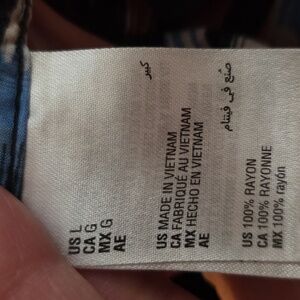 US L
CA G
MX G
AE
كبير
US MADE IN VIETNAM
CA FABRIQUÉ AU VIETNAM
MX HECHO EN VIETNAM
AE
صنع في فيتنام
US 100% RAYON
CA 100% RAYONNE
MX 100% rayón